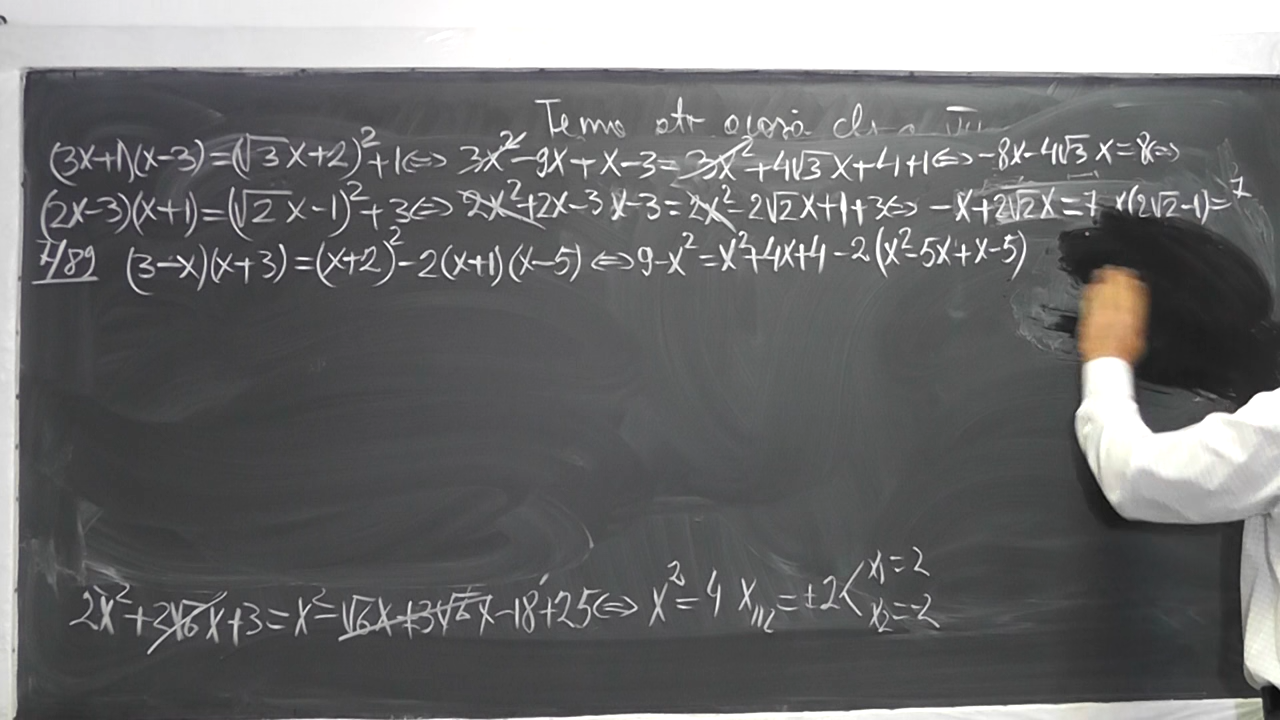 Temo
(3x+1)(x-3)=(√3x+2)²+1⇔ 3x²-9x+x-3=3x²+4√3x+4+1⇔-8x-4√3x=8⇔
(2x-3)(x+1)=(√2x-1)²+3⇔ 2x²+2x-3x-3=2x²-2√2x+1+3⇔ -x+2√2x=7 x(2√2-1)=7
7/89 (3-x)(x+3)=(x+2)²-2(x+1)(x-5)⇔9-x²=x²+4x+4-2(x²-5x+x-5)
2x²+2√6x+3=x²-√6x+3√6x-18+25⇔ x²=4 x₁,₂=±2< x₁=2
x₂=-2